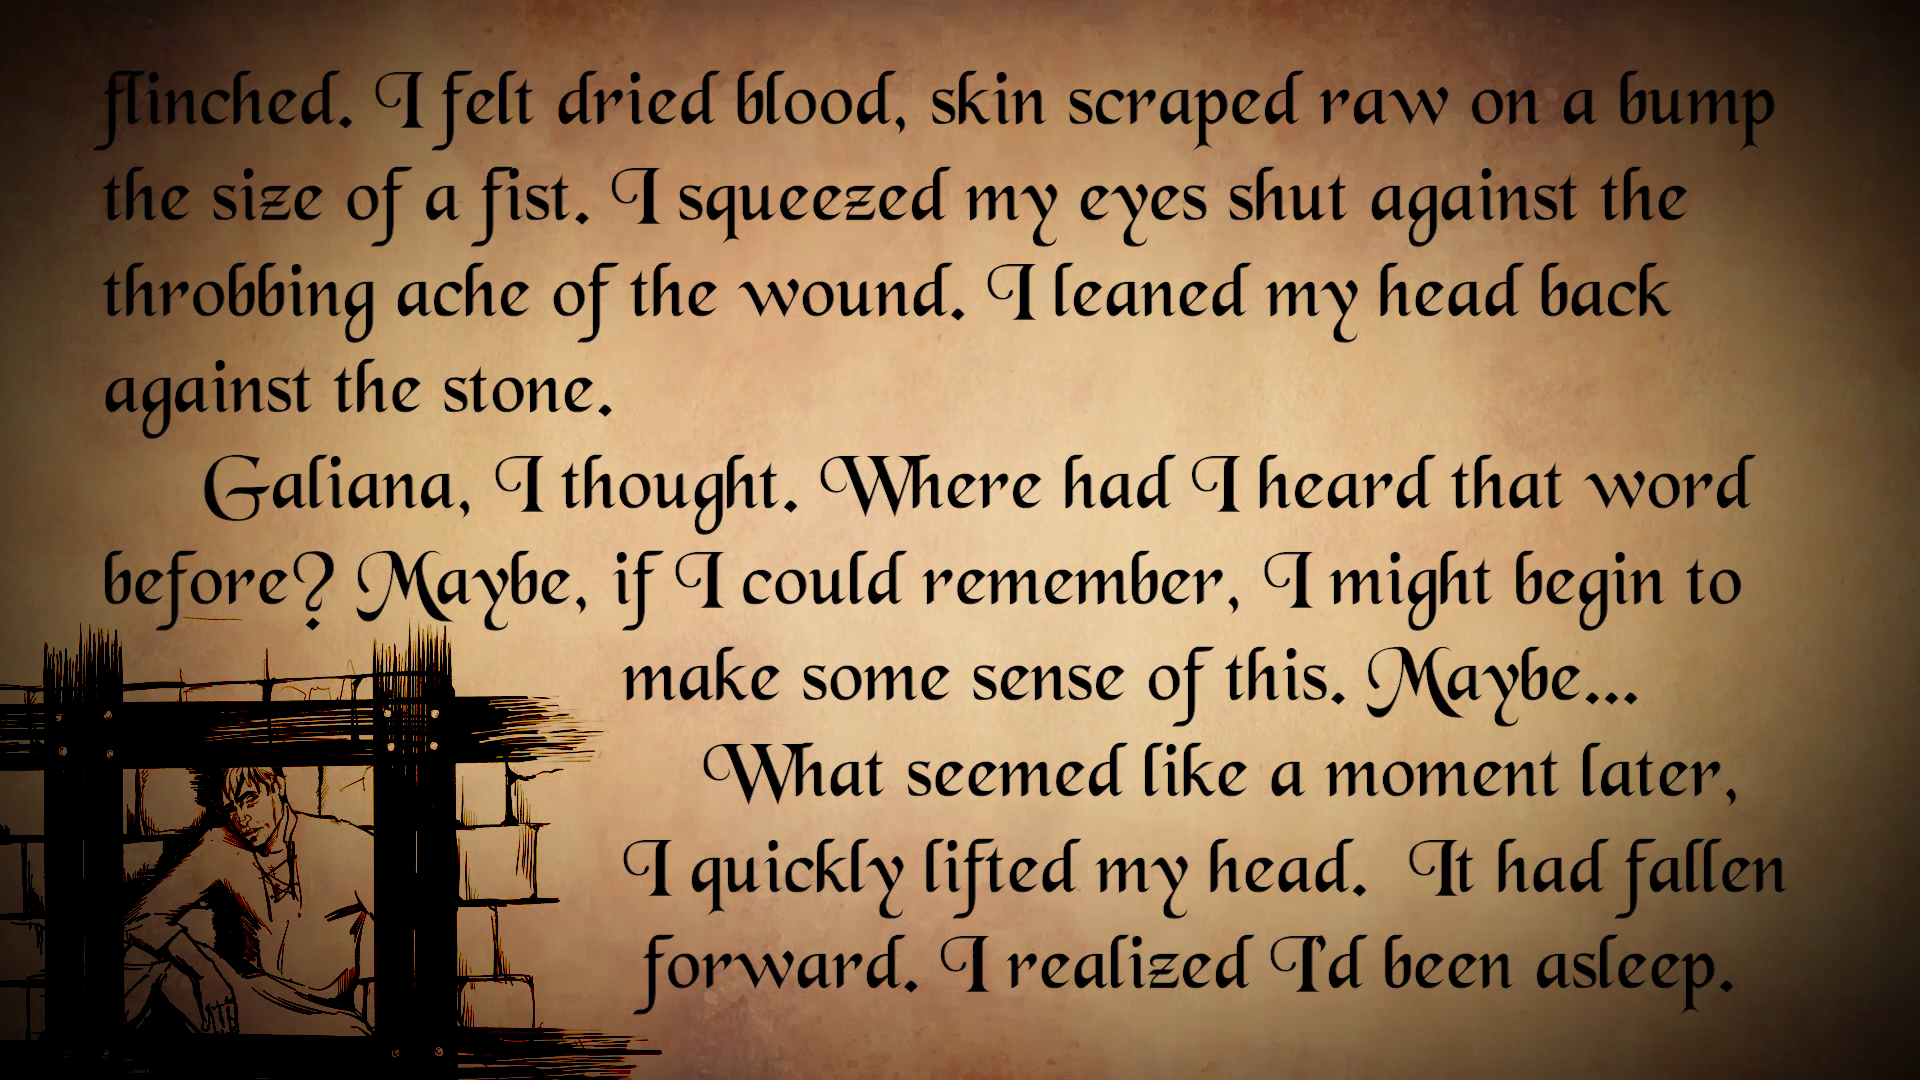 flinched. I felt dried blood, skin scraped raw on a bump
the size of a fist. I squeezed my eyes shut against the
throbbing ache of the wound. I leaned my head back
against the stone.
Galiana, I thought. Where had I heard that word
before? Maybe, if I could remember, I might begin to
make some sense of this. Maybe...
What seemed like a moment later,
I quickly lifted my head. It had fallen
forward. I realized I'd been asleep.